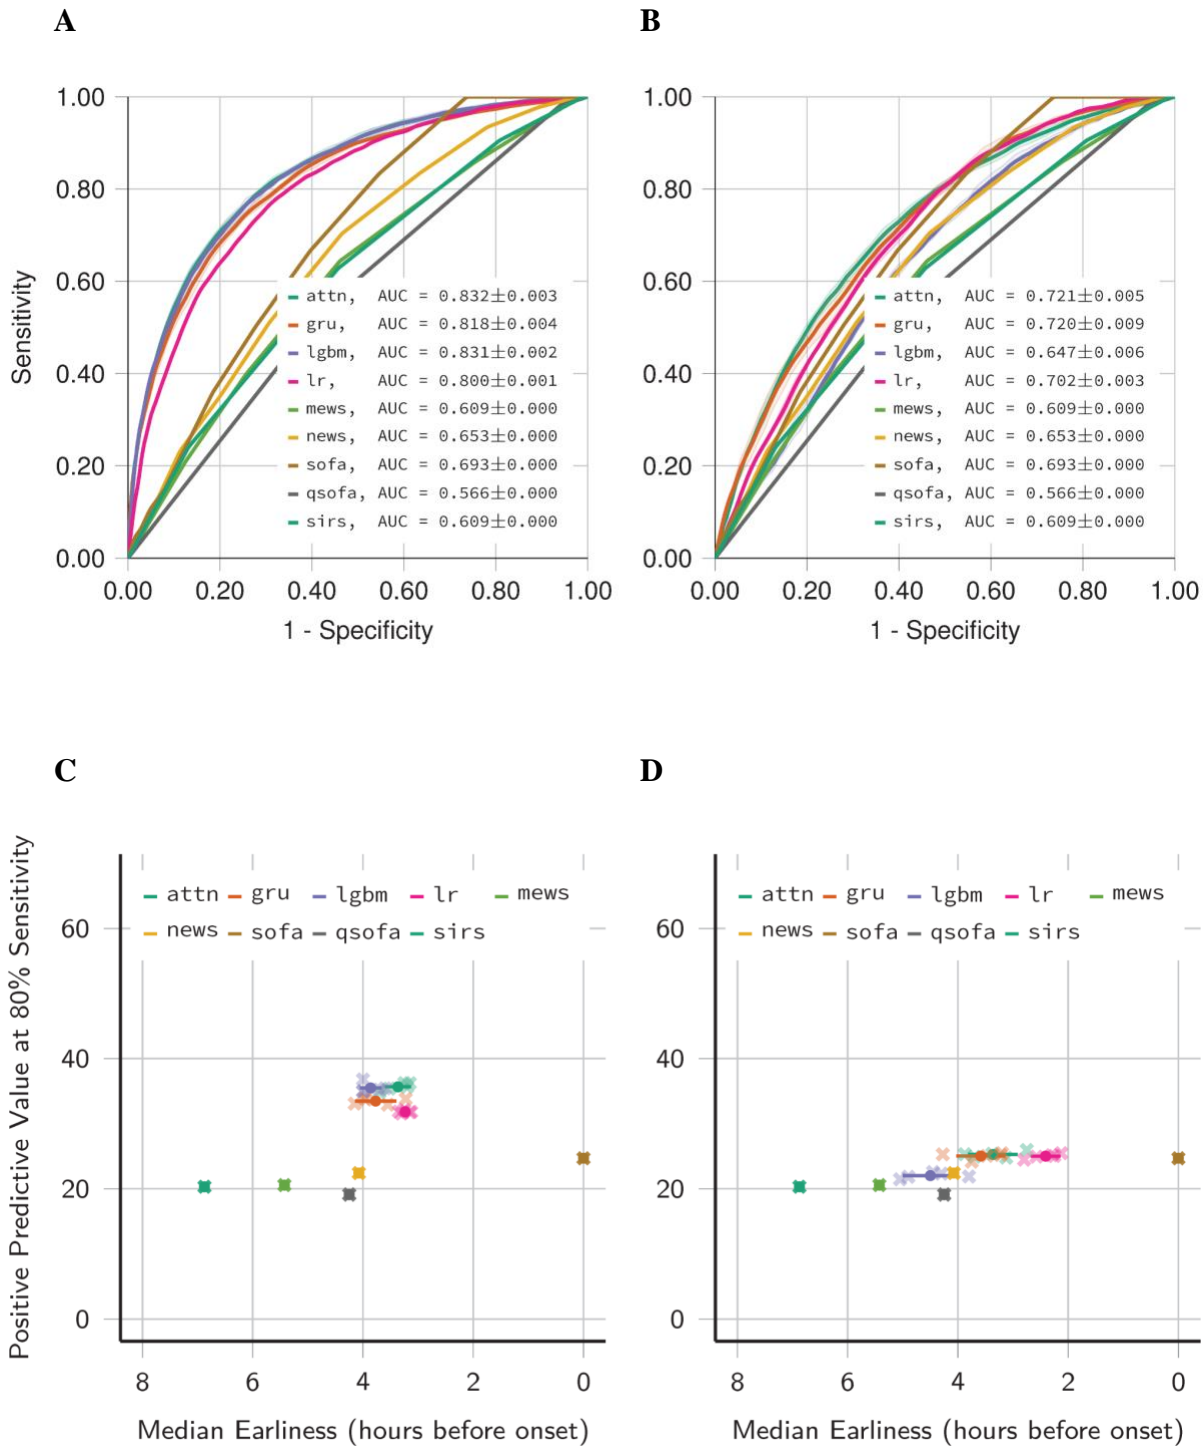 A
B
1.00
0.80
0.60
0.40
0.20
0.00
Sensitivity
attn, AUC = 0.832±0.003
gru, AUC = 0.818±0.004
lgbm, AUC = 0.831±0.002
lr, AUC = 0.800±0.001
mews, AUC = 0.609±0.000
news, AUC = 0.653±0.000
sofa, AUC = 0.693±0.000
qsofa, AUC = 0.566±0.000
sirs, AUC = 0.609±0.000
0.00 0.20 0.40 0.60 0.80 1.00
1 - Specificity
1.00
0.80
0.60
0.40
0.20
0.00
attn, AUC = 0.721±0.005
gru, AUC = 0.720±0.009
lgbm, AUC = 0.647±0.006
lr, AUC = 0.702±0.003
mews, AUC = 0.609±0.000
news, AUC = 0.653±0.000
sofa, AUC = 0.693±0.000
qsofa, AUC = 0.566±0.000
sirs, AUC = 0.609±0.000
0.00 0.20 0.40 0.60 0.80 1.00
1 - Specificity
C
D
Positive Predictive Value at 80% Sensitivity
attn gru lgbm lr mews
news sofa qsofa sirs
60
40
20
0
8 6 4 2 0
Median Earliness (hours before onset)
attn gru lgbm lr mews
news sofa qsofa sirs
60
40
20
0
8 6 4 2 0
Median Earliness (hours before onset)